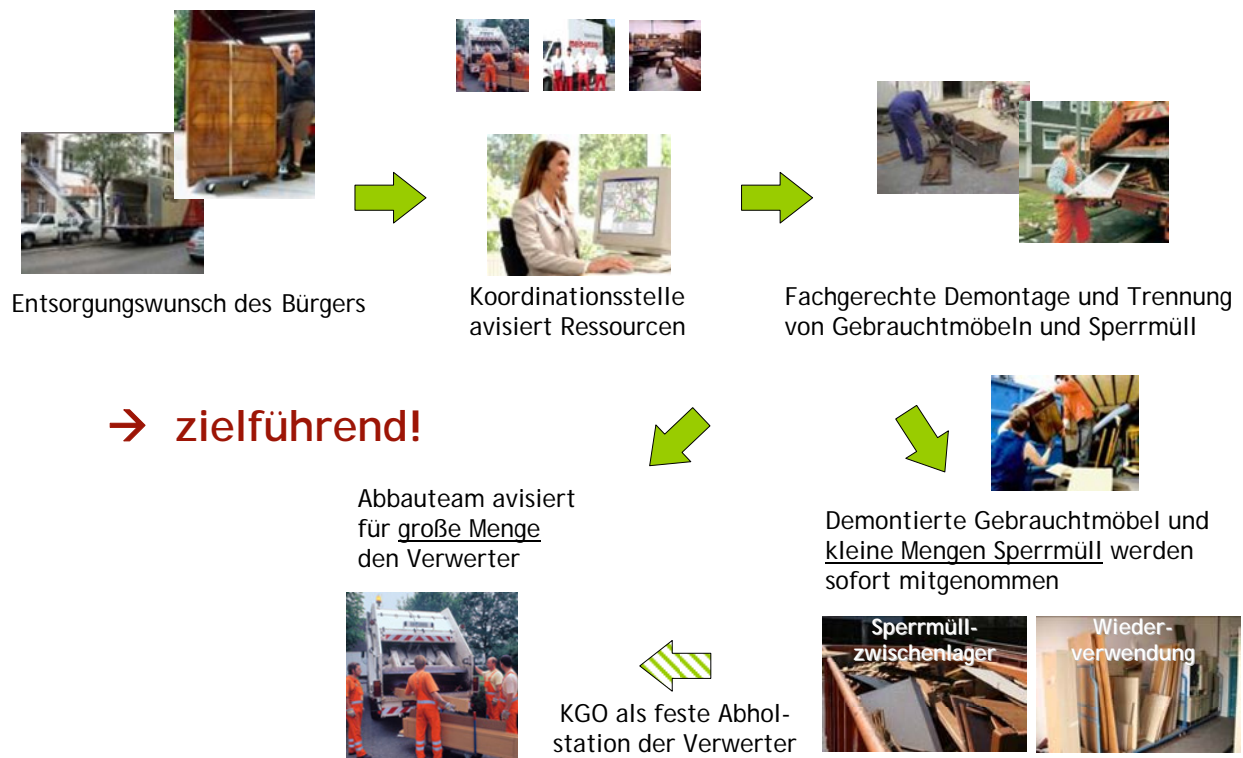 Entsorgungswunsch des Bürgers
Koordinationsstelle
avisiert Ressourcen
Fachgerechte Demontage und Trennung
von Gebrauchtmöbeln und Sperrmüll
→ zielführend!
Abbauteam avisiert
für große Menge
den Verwerter
Demontierte Gebrauchtmöbel und
kleine Mengen Sperrmüll werden
sofort mitgenommen
Sperrmüll-
zwischenlager
Wieder-
verwendung
KGO als feste Abhol-
station der Verwerter